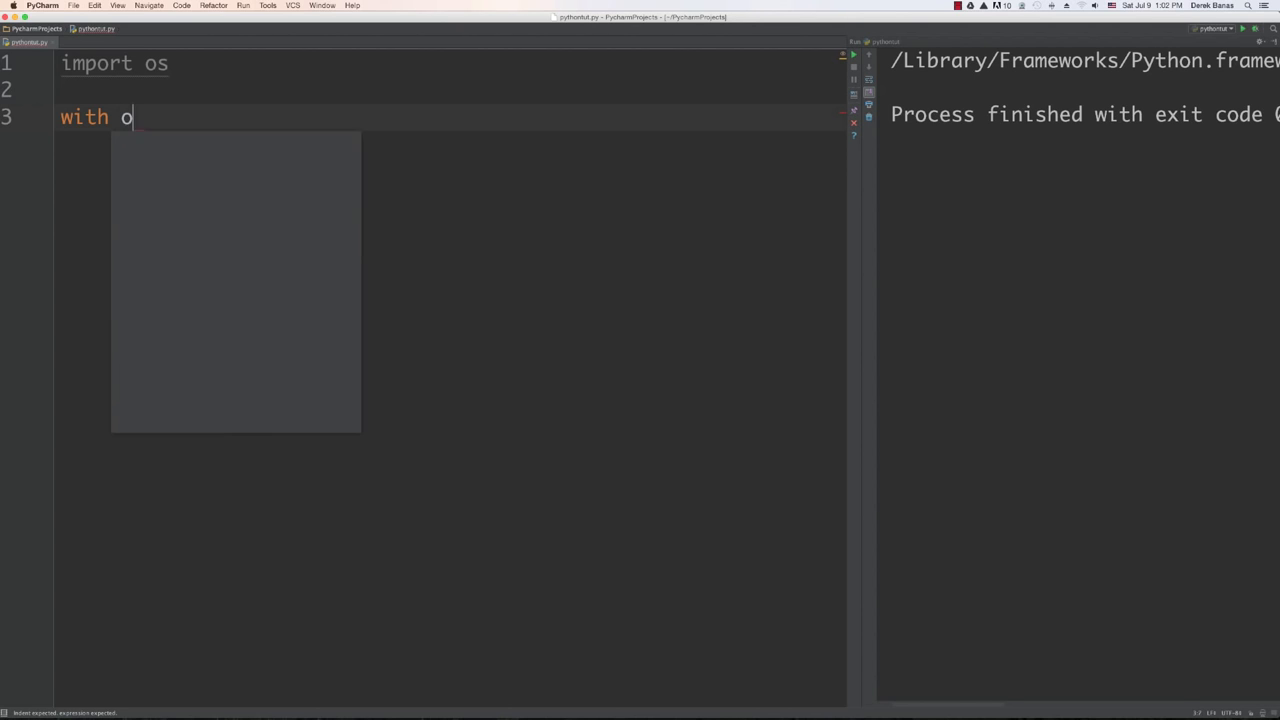 PyCharm File Edit View Navigate Code Refactor Run Tools VCS Window Help 10 Sat Jul 9 1:02 PM Derek Banas
pythontut.py - PycharmProjects - [~/PycharmProjects]
PycharmProjects pythontut.py pythontut
pythontut.py Run pythontut
1 import os
2
3 with o
/Library/Frameworks/Python.framew
Process finished with exit code 0
Indent expected. expression expected. 3:7 LF÷ UTF-8÷